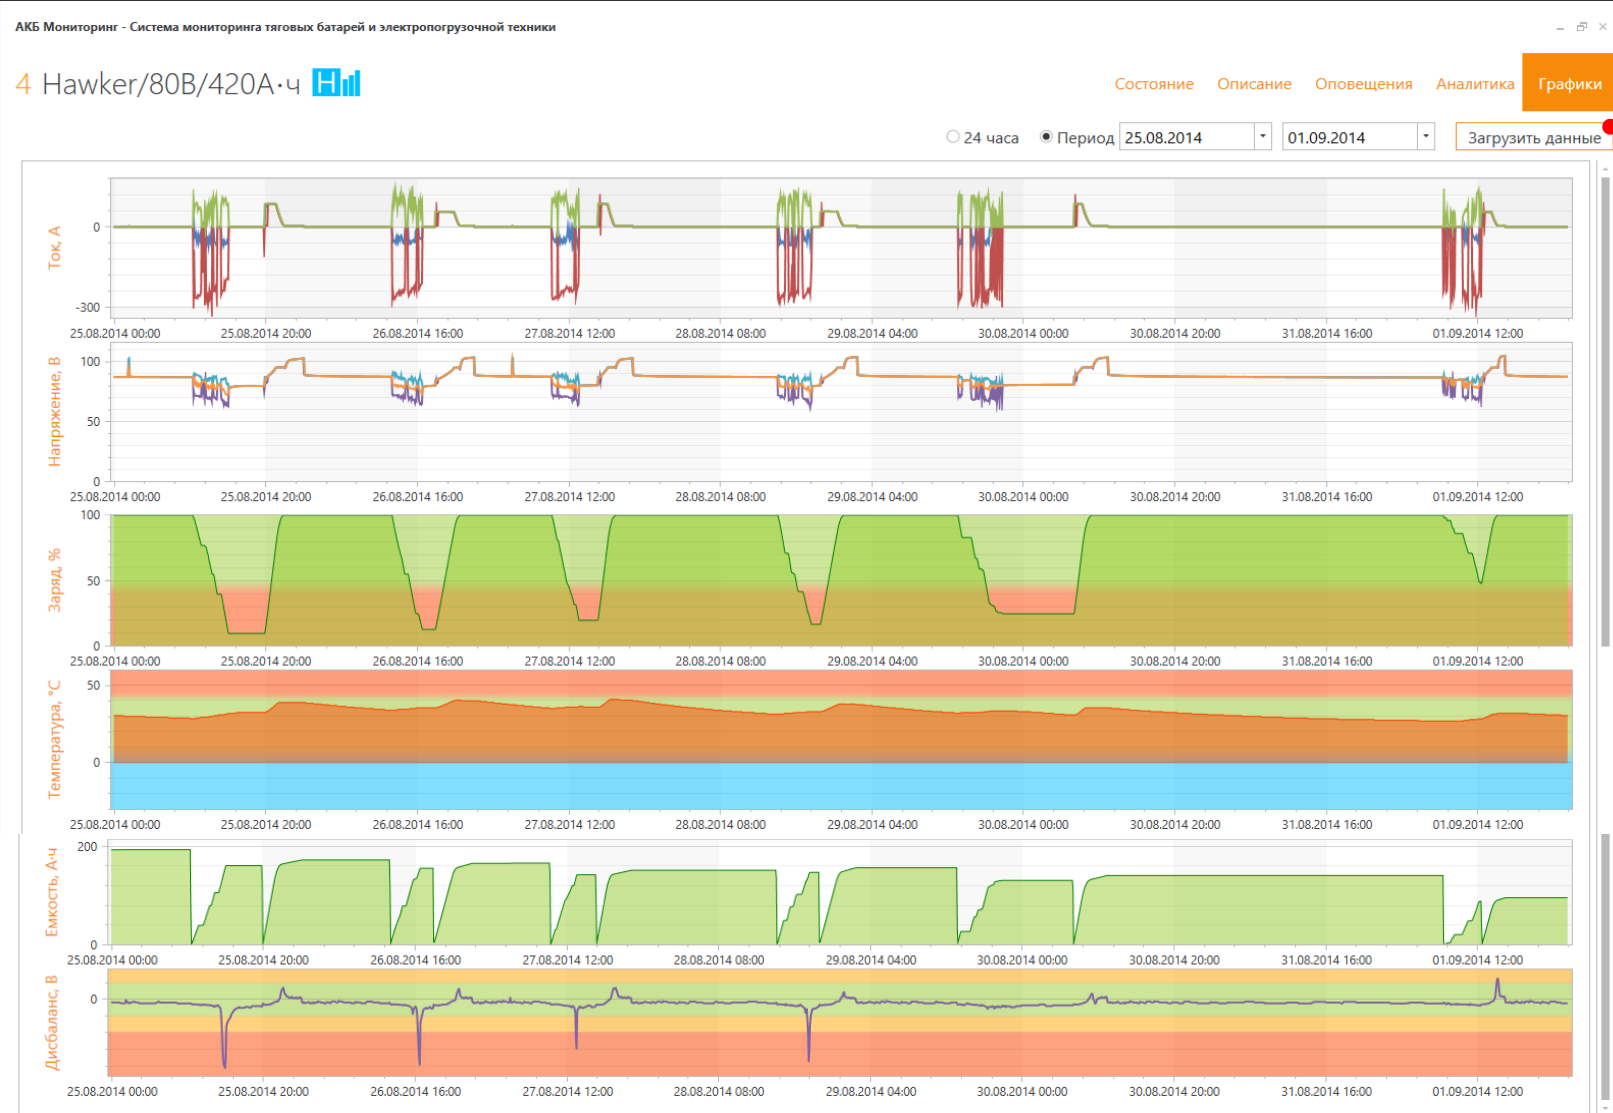 АКБ Мониторинг - Система мониторинга тяговых батарей и электропогрузочной техники
4 Hawker/80В/420А·ч H
Состояние Описание Оповещения Аналитика Графики
24 часа Период 25.08.2014 01.09.2014 Загрузить данные
Ток, А
0
-300
25.08.2014 00:00 25.08.2014 20:00 26.08.2014 16:00 27.08.2014 12:00 28.08.2014 08:00 29.08.2014 04:00 30.08.2014 00:00 30.08.2014 20:00 31.08.2014 16:00 01.09.2014 12:00
Напряжение, В
100
50
0
25.08.2014 00:00 25.08.2014 20:00 26.08.2014 16:00 27.08.2014 12:00 28.08.2014 08:00 29.08.2014 04:00 30.08.2014 00:00 30.08.2014 20:00 31.08.2014 16:00 01.09.2014 12:00
Заряд, %
100
50
0
25.08.2014 00:00 25.08.2014 20:00 26.08.2014 16:00 27.08.2014 12:00 28.08.2014 08:00 29.08.2014 04:00 30.08.2014 00:00 30.08.2014 20:00 31.08.2014 16:00 01.09.2014 12:00
Температура, °С
50
0
25.08.2014 00:00 25.08.2014 20:00 26.08.2014 16:00 27.08.2014 12:00 28.08.2014 08:00 29.08.2014 04:00 30.08.2014 00:00 30.08.2014 20:00 31.08.2014 16:00 01.09.2014 12:00
Емкость, А·ч
200
0
25.08.2014 00:00 25.08.2014 20:00 26.08.2014 16:00 27.08.2014 12:00 28.08.2014 08:00 29.08.2014 04:00 30.08.2014 00:00 30.08.2014 20:00 31.08.2014 16:00 01.09.2014 12:00
Дисбаланс, В
0
25.08.2014 00:00 25.08.2014 20:00 26.08.2014 16:00 27.08.2014 12:00 28.08.2014 08:00 29.08.2014 04:00 30.08.2014 00:00 30.08.2014 20:00 31.08.2014 16:00 01.09.2014 12:00